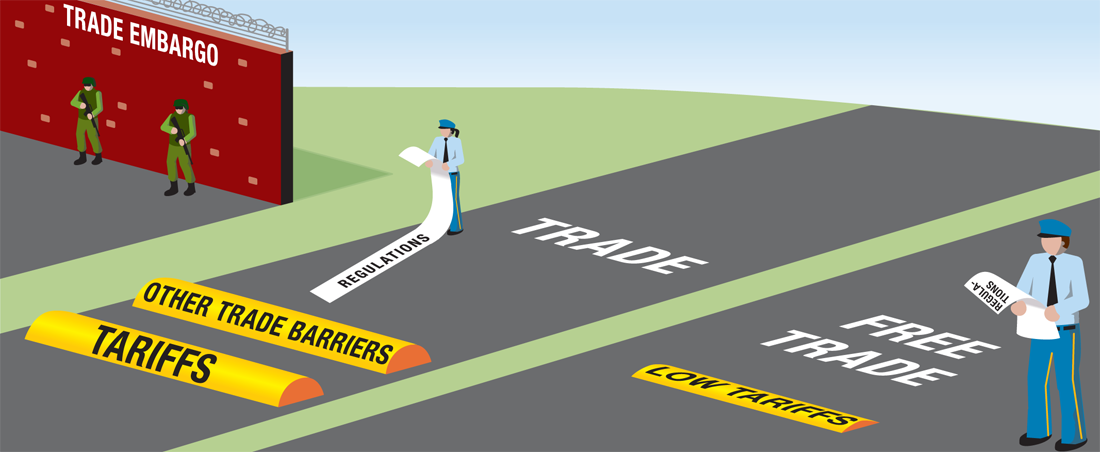 TRADE EMBARGO
REGULATIONS
TRADE
OTHER TRADE BARRIERS
TARIFFS
REGULA-
TIONS
FREE
TRADE
LOW TARIFFS